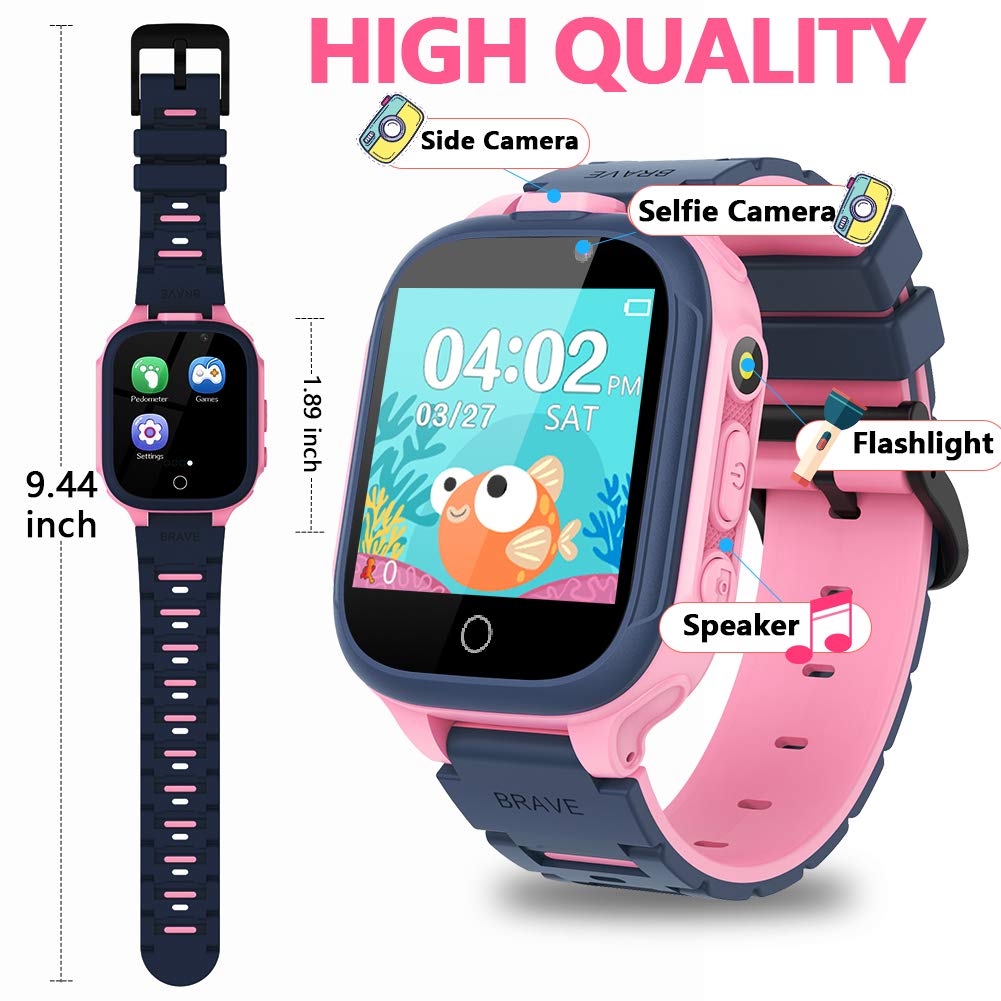 HIGH QUALITY
Side Camera
BRAVE
Selfie Camera
BRAVE
Pedometer
Games
Settings
04:02 PM
03/27 SAT
1.89 inch
Flashlight
9.44
inch
BRAVE
0
Speaker
BRAVE